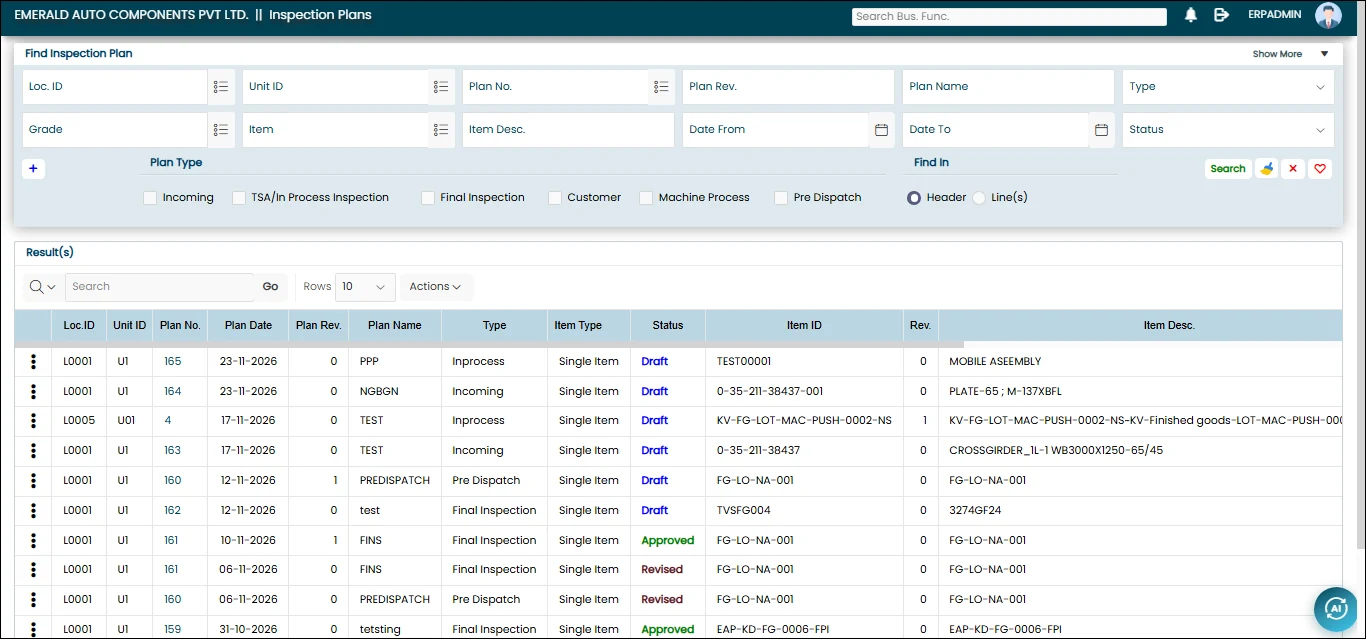 EMERALD AUTO COMPONENTS PVT LTD. || Inspection Plans Search Bus. Func. ERPADMIN
Find Inspection Plan Show More
Loc. ID Unit ID Plan No. Plan Rev. Plan Name Type
Grade Item Item Desc. Date From Date To Status
+ Plan Type Find In Search
Incoming TSA/In Process Inspection Final Inspection Customer Machine Process Pre Dispatch Header Line(s)
Result(s)
Search Go Rows 10 Actions
Loc.ID Unit ID Plan No. Plan Date Plan Rev. Plan Name Type Item Type Status Item ID Rev. Item Desc.
L0001 U1 165 23-11-2026 0 PPP Inprocess Single Item Draft TEST00001 0 MOBILE ASEEMBLY
L0001 U1 164 23-11-2026 0 NGBGN Incoming Single Item Draft 0-35-211-38437-001 0 PLATE-65 ; M-137XBFL
L0005 U01 4 17-11-2026 0 TEST Inprocess Single Item Draft KV-FG-LOT-MAC-PUSH-0002-NS 1 KV-FG-LOT-MAC-PUSH-0002-NS-KV-Finished goods-LOT-MAC-PUSH-000
L0001 U1 163 17-11-2026 0 TEST Incoming Single Item Draft 0-35-211-38437 0 CROSSGIRDER_1L-1 WB3000X1250-65/45
L0001 U1 160 12-11-2026 1 PREDISPATCH Pre Dispatch Single Item Draft FG-LO-NA-001 0 FG-LO-NA-001
L0001 U1 162 12-11-2026 0 test Final Inspection Single Item Draft TVSFG004 0 3274GF24
L0001 U1 161 10-11-2026 1 FINS Final Inspection Single Item Approved FG-LO-NA-001 0 FG-LO-NA-001
L0001 U1 161 06-11-2026 0 FINS Final Inspection Single Item Revised FG-LO-NA-001 0 FG-LO-NA-001
L0001 U1 160 06-11-2026 0 PREDISPATCH Pre Dispatch Single Item Revised FG-LO-NA-001 0 FG-LO-NA-001
L0001 U1 159 31-10-2026 0 tetsting Final Inspection Single Item Approved EAP-KD-FG-0006-FPI 0 EAP-KD-FG-0006-FPI
AI